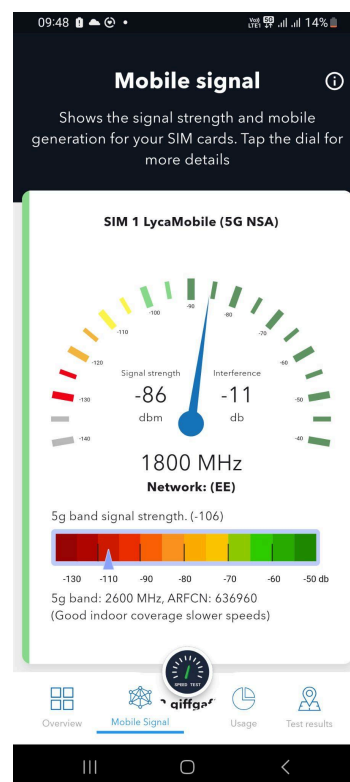 09:48
Vo) LTE1 5G 14%
Mobile signal
Shows the signal strength and mobile
generation for your SIM cards. Tap the dial for
more details
SIM 1 LycaMobile (5G NSA)
-140
-130
-120
-110
-100
-90
-80
-70
-60
-50
-40
Signal strength
Interference
-86
-11
dbm
db
1800 MHz
Network: (EE)
5g band signal strength. (-106)
-130 -110 -90 -80 -70 -60 -50 db
5g band: 2600 MHz, ARFCN: 636960
(Good indoor coverage slower speeds)
SPEED TEST
giffgaf
Overview
Mobile Signal
Usage
Test results